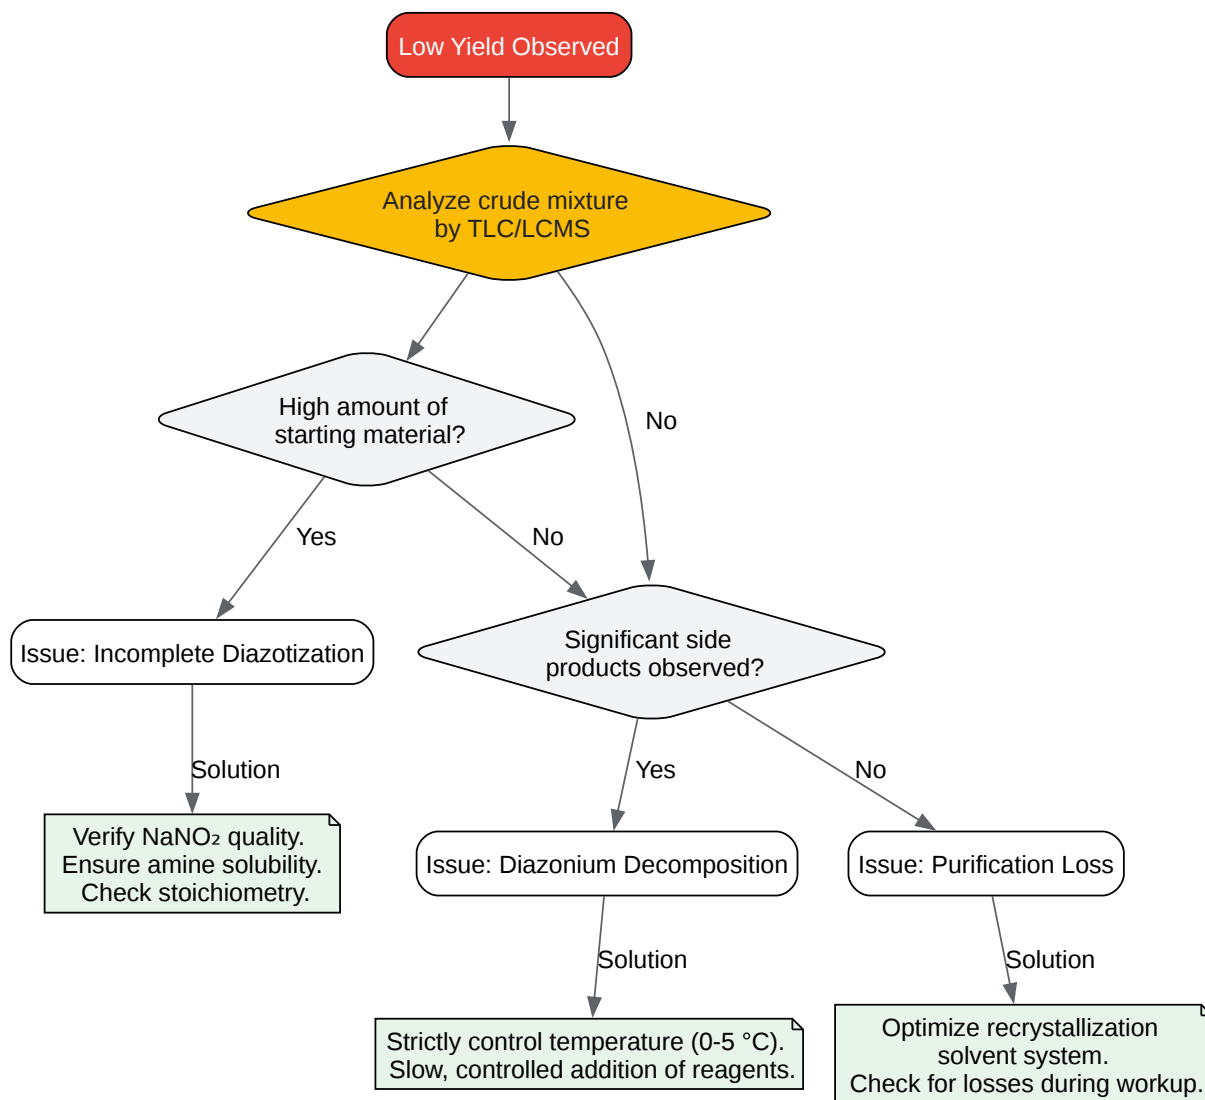 Low Yield Observed
Analyze crude mixture
by TLC/LCMS
High amount of
starting material?
No
Yes
No
Significant side
products observed?
Issue: Incomplete Diazotization
Solution
Yes
No
Verify NaNO₂ quality.
Ensure amine solubility.
Check stoichiometry.
Issue: Diazonium Decomposition
Issue: Purification Loss
Solution
Solution
Strictly control temperature (0-5 °C).
Slow, controlled addition of reagents.
Optimize recrystallization
solvent system.
Check for losses during workup.